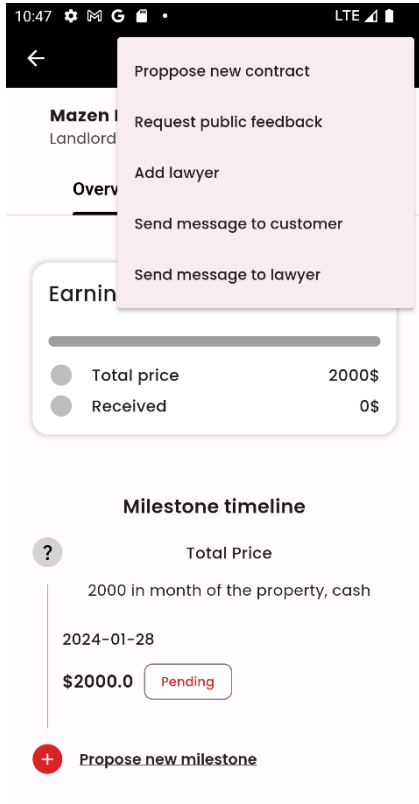 10:47 LTE
Proppose new contract
Mazen
Request public feedback
Landlord
Add lawyer
Overv
Send message to customer
Send message to lawyer
Earnin
Total price 2000$
Received 0$
Milestone timeline
? Total Price
2000 in month of the property, cash
2024-01-28
$2000.0 Pending
+ Propose new milestone